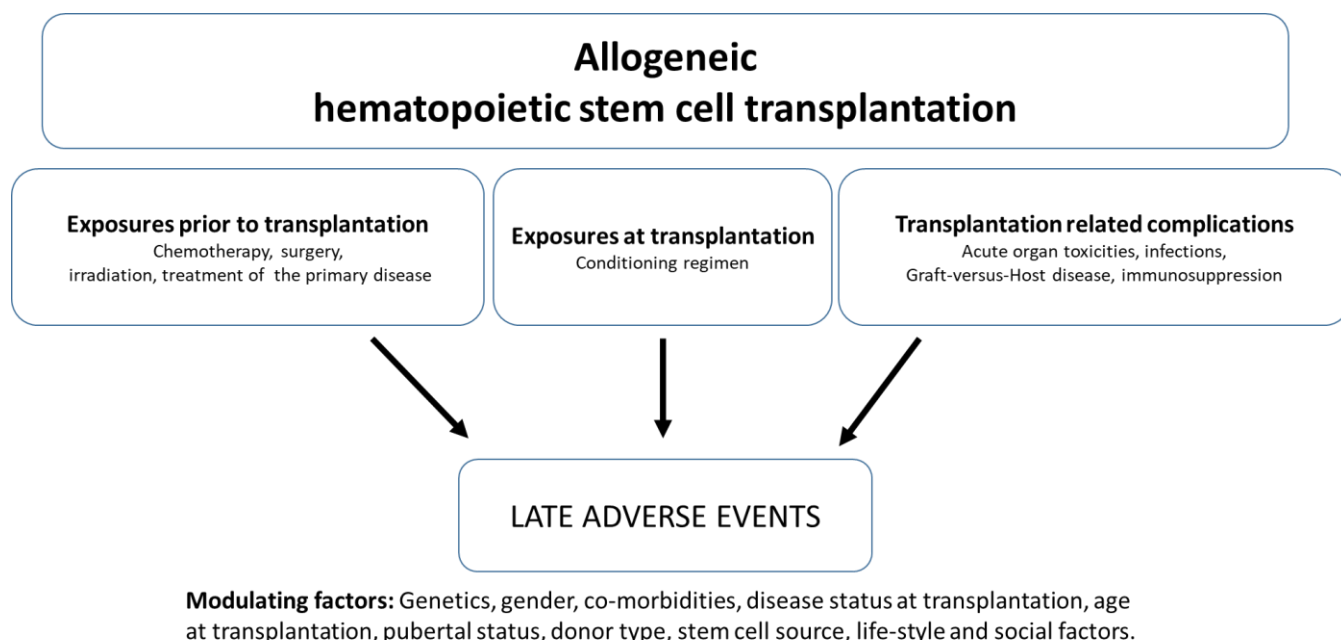 Allogeneic
hematopoietic stem cell transplantation
Exposures prior to transplantation
Chemotherapy, surgery,
irradiation, treatment of the primary disease
Exposures at transplantation
Conditioning regimen
Transplantation related complications
Acute organ toxicities, infections,
Graft-versus-Host disease, immunosuppression
LATE ADVERSE EVENTS
Modulating factors: Genetics, gender, co-morbidities, disease status at transplantation, age
at transplantation, pubertal status, donor type, stem cell source, life-style and social factors.